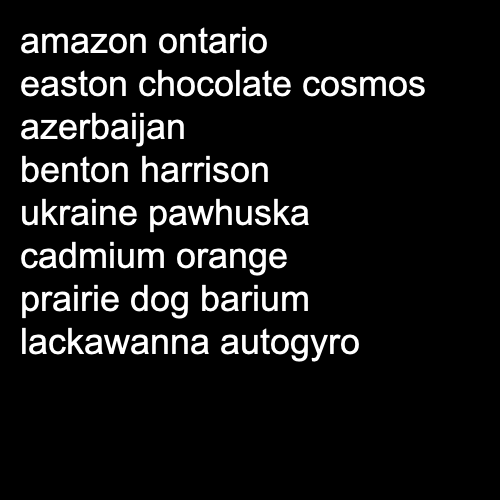 amazon ontario
easton chocolate cosmos
azerbaijan
benton harrison
ukraine pawhuska
cadmium orange
prairie dog barium
lackawanna autogyro